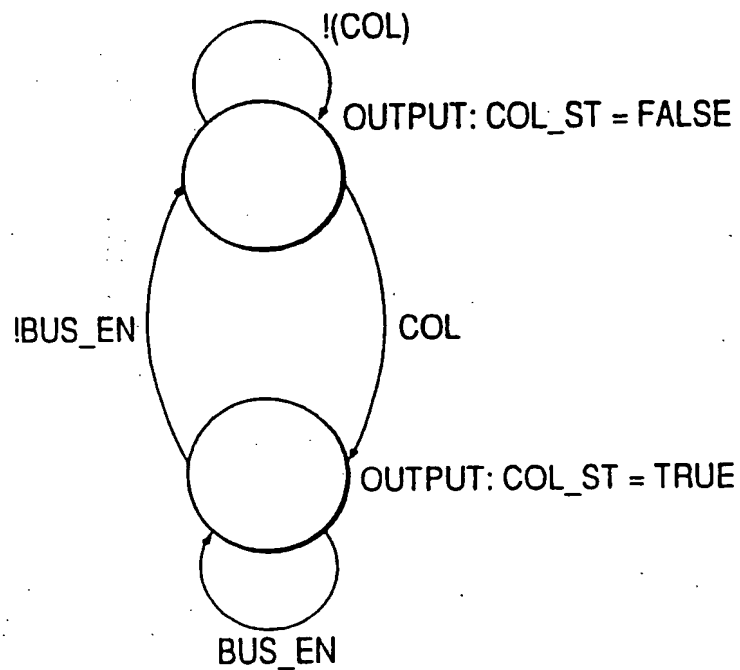 !(COL)
OUTPUT: COL_ST = FALSE
!BUS_EN
COL
OUTPUT: COL_ST = TRUE
BUS_EN